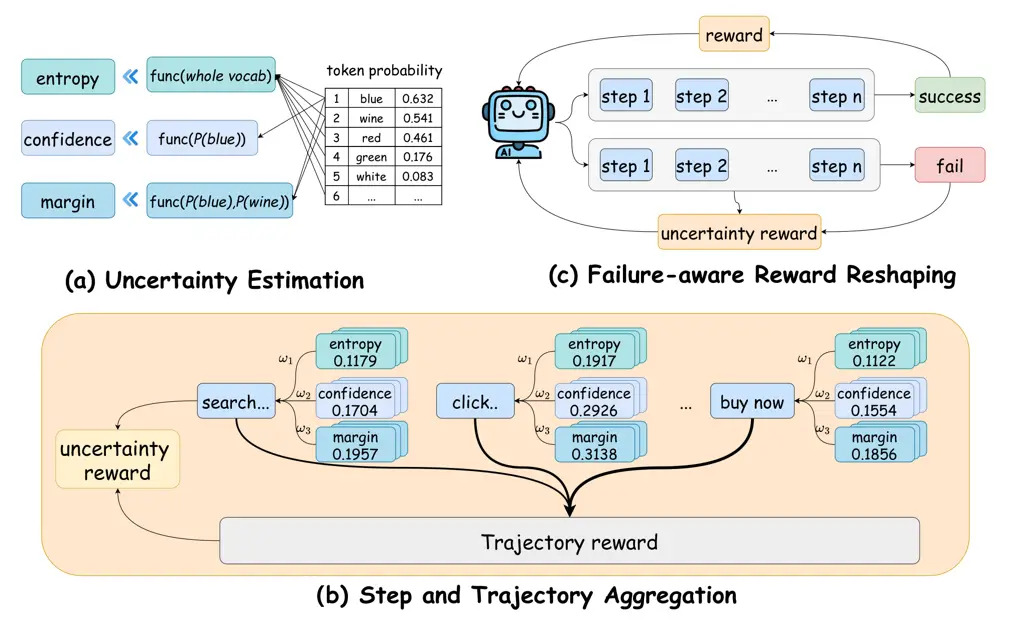 entropy
func(whole vocab)
confidence
func(P(blue))
margin
func(P(blue),P(wine))
token probability
1 blue 0.632
2 wine 0.541
3 red 0.461
4 green 0.176
5 white 0.083
6 ... ...
(a) Uncertainty Estimation
reward
AI
step 1 step 2 ... step n
success
step 1 step 2 ... step n
fail
uncertainty reward
(c) Failure-aware Reward Reshaping
search...
ω1
entropy
0.1179
ω2
confidence
0.1704
ω3
margin
0.1957
click..
ω1
entropy
0.1917
ω2
confidence
0.2926
ω3
margin
0.3138
...
buy now
ω1
entropy
0.1122
ω2
confidence
0.1554
ω3
margin
0.1856
uncertainty
reward
Trajectory reward
(b) Step and Trajectory Aggregation